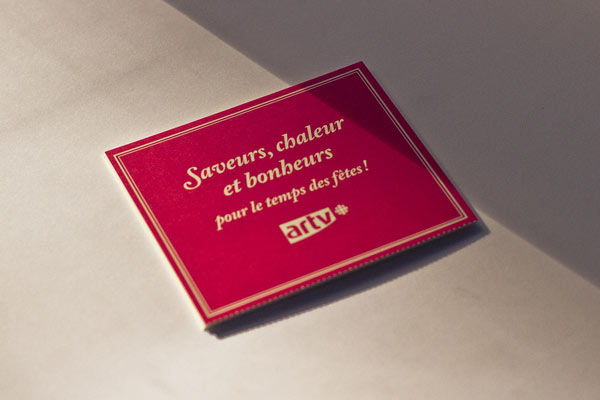 Saveurs, chaleur
et bonheurs
pour le temps des fêtes!
artv